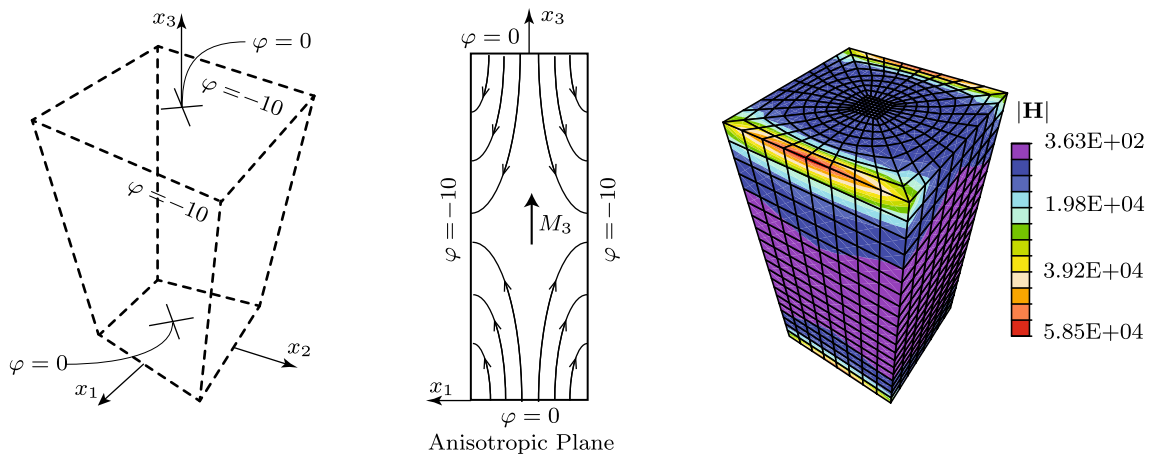 x₃
φ = 0
φ = −10
φ = −10
φ = 0
x₁
x₂
x₃
φ = 0
φ = −10
φ = −10
M₃
x₁
φ = 0
Anisotropic Plane
|H|
3.63E+02
1.98E+04
3.92E+04
5.85E+04